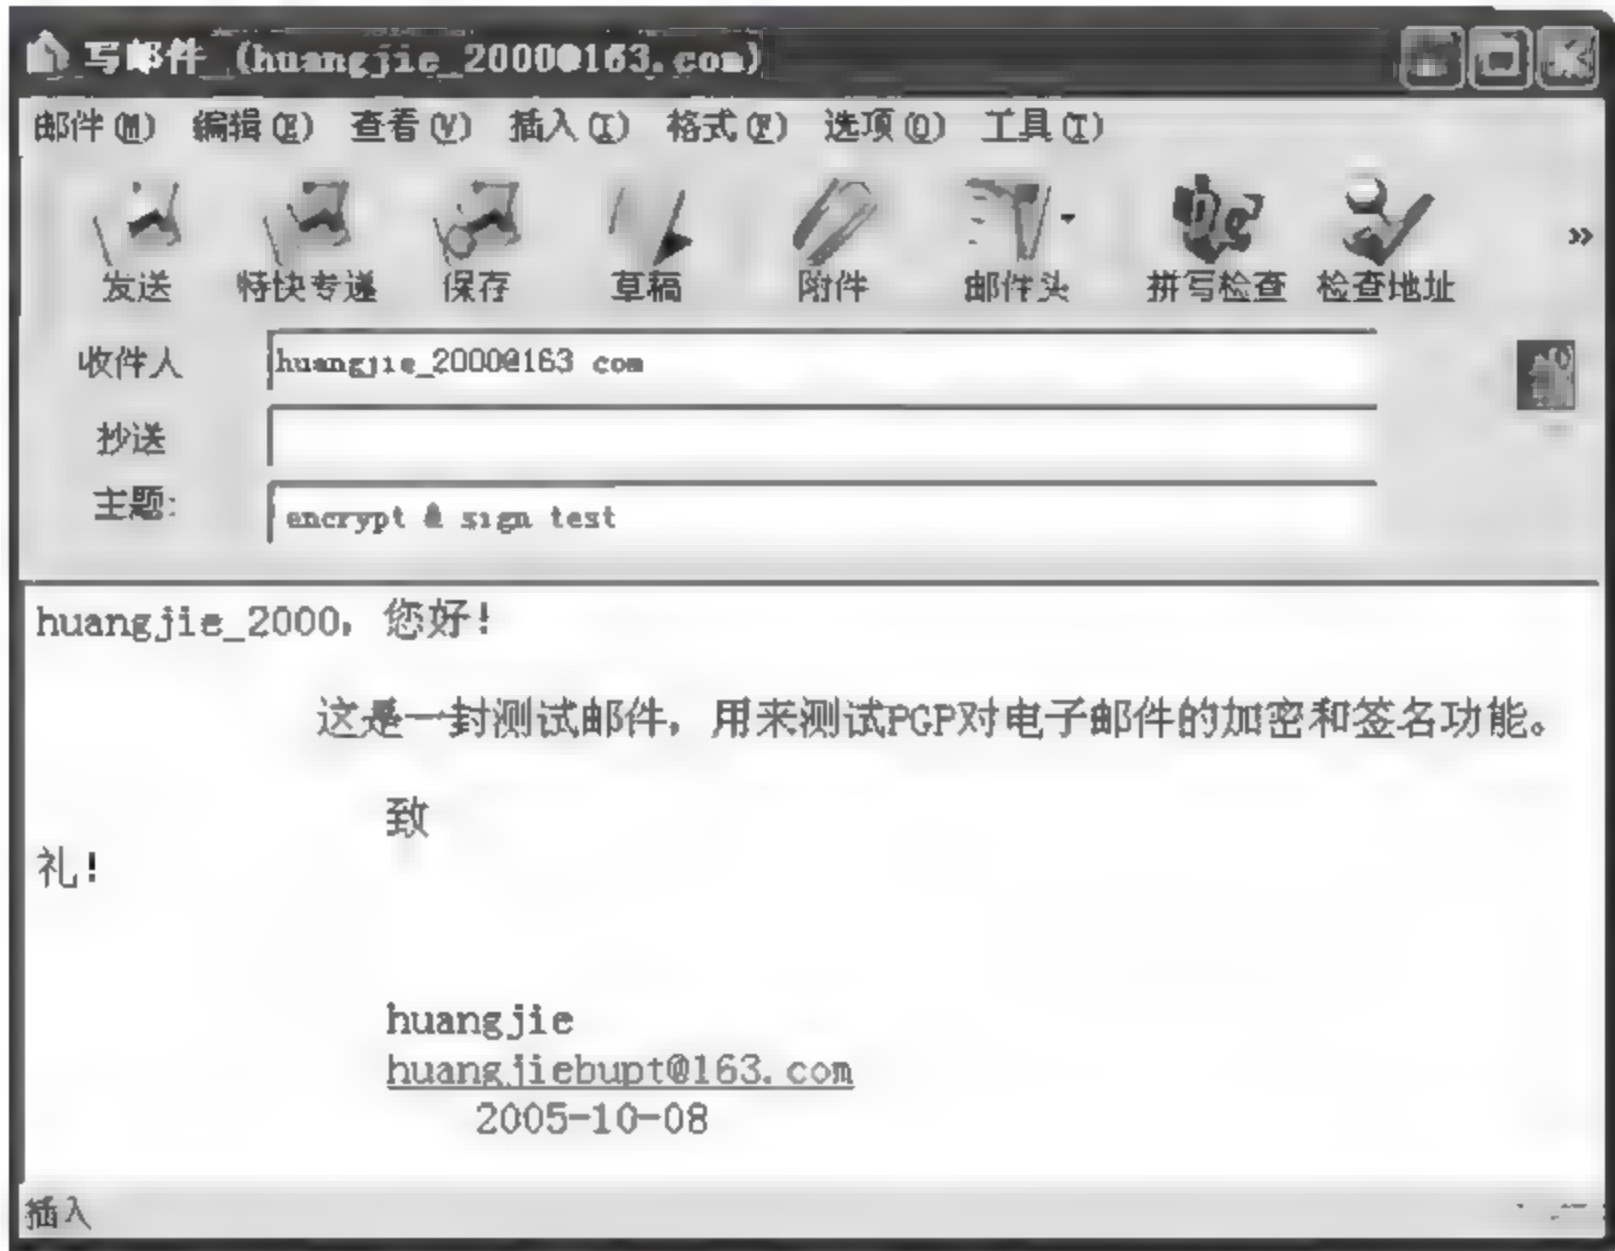 写邮件 (huangjie_2000@163.com)
邮件(M) 编辑(E) 查看(V) 插入(I) 格式(F) 选项(O) 工具(T)
发送 特快专递 保存 草稿 附件 邮件头 拼写检查 检查地址 »
收件人 huangjie_2000@163 com
抄送
主题: encrypt & sign test
huangjie_2000, 您好!
这是一封测试邮件, 用来测试PGP对电子邮件的加密和签名功能。
致
礼!
huangjie
huangjiebupt@163.com
2005-10-08
插入